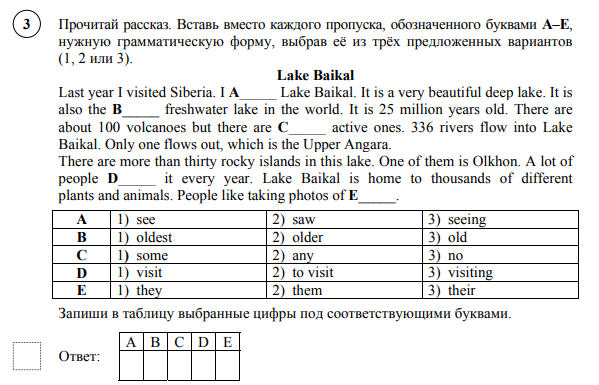 3
Прочитай рассказ. Вставь вместо каждого пропуска, обозначенного буквами A–E,
нужную грамматическую форму, выбрав её из трёх предложенных вариантов
(1, 2 или 3).
Lake Baikal
Last year I visited Siberia. I A_____ Lake Baikal. It is a very beautiful deep lake. It is
also the B_____ freshwater lake in the world. It is 25 million years old. There are
about 100 volcanoes but there are C_____ active ones. 336 rivers flow into Lake
Baikal. Only one flows out, which is the Upper Angara.
There are more than thirty rocky islands in this lake. One of them is Olkhon. A lot of
people D_____ it every year. Lake Baikal is home to thousands of different
plants and animals. People like taking photos of E_____.
A 1) see 2) saw 3) seeing
B 1) oldest 2) older 3) old
C 1) some 2) any 3) no
D 1) visit 2) to visit 3) visiting
E 1) they 2) them 3) their
Запиши в таблицу выбранные цифры под соответствующими буквами.
A B C D E
Ответ: